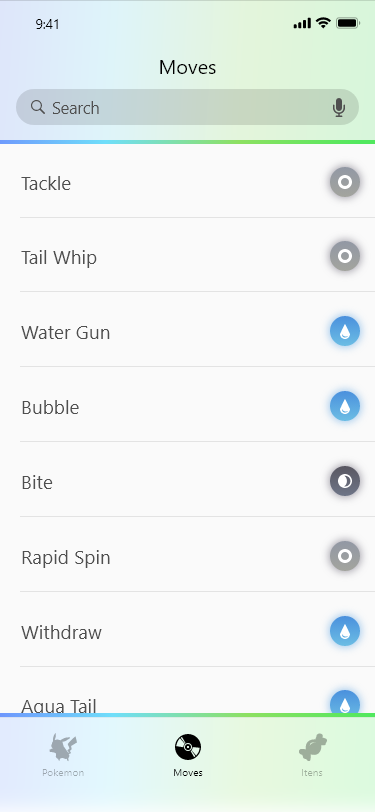 9:41
Moves
Search
Tackle
Tail Whip
Water Gun
Bubble
Bite
Rapid Spin
Withdraw
Aqua Tail
Pokemon
Moves
Itens